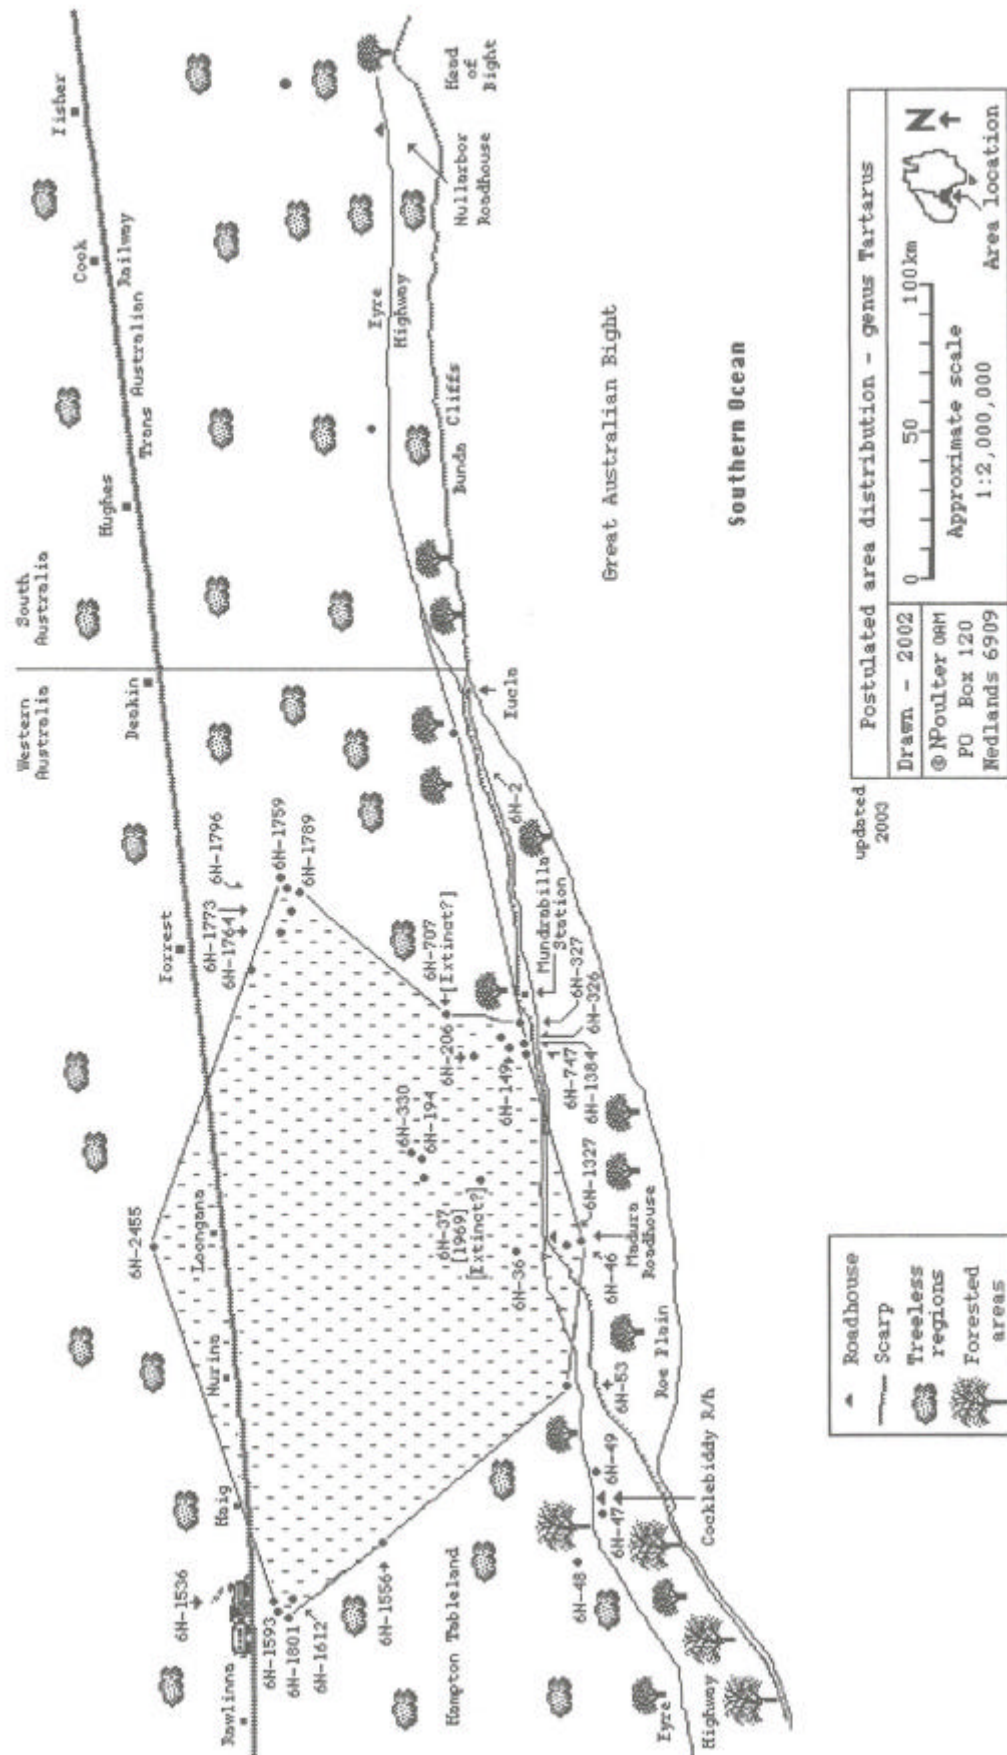 Western
Australia
South
Australia
Rawlinna
Haig
Nurina
Loongana
Forrest
Deakin
Hughes
Trans Australian Railway
Cook
Fisher
6N-1536
6N-1593
6N-1801
6N-1612
6N-1556
6N-2455
6N-1773
6N-1764
6N-1796
6N-1759
6N-1789
6N-707
[Extinct?]
6N-206
6N-330
6N-194
6N-149
6N-37
[1969]
[Extinct?]
6N-36
Hampton Tableland
6N-48
6N-47
6N-49
6N-53
6N-46
6N-1327
6N-747
6N-1384
6N-326
6N-327
6N-2
Mundrabilla
Station
Madura
Roadhouse
Cocklebiddy R/h
Roe Plain
Eyre
Highway
Eucla
Eyre
Highway
Bunda Cliffs
Nullarbor
Roadhouse
Head
of
Bight
Great Australian Bight
Southern Ocean
Roadhouse
Scarp
Treeless
regions
Forested
areas
updated
2003
Postulated area distribution - genus Tartarus
Drawn - 2002
© NPoulter OAM
PO Box 120
Nedlands 6909
0 50 100km
Approximate scale
1:2,000,000
N
Area location